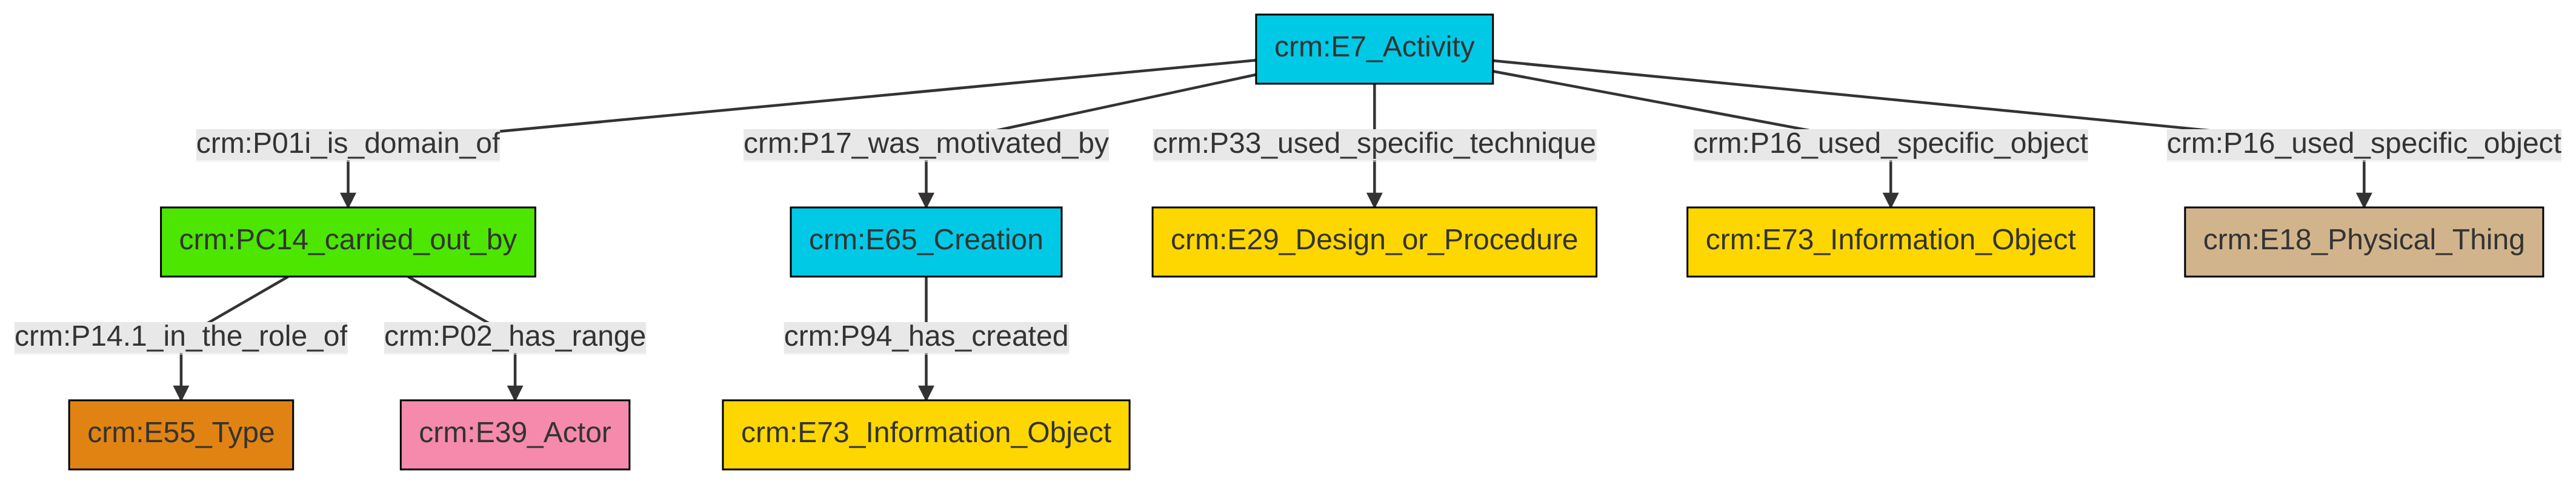 crm:E7_Activity
crm:P01i_is_domain_of
crm:P17_was_motivated_by
crm:P33_used_specific_technique
crm:P16_used_specific_object
crm:P16_used_specific_object
crm:PC14_carried_out_by
crm:E65_Creation
crm:E29_Design_or_Procedure
crm:E73_Information_Object
crm:E18_Physical_Thing
crm:P14.1_in_the_role_of
crm:P02_has_range
crm:P94_has_created
crm:E55_Type
crm:E39_Actor
crm:E73_Information_Object